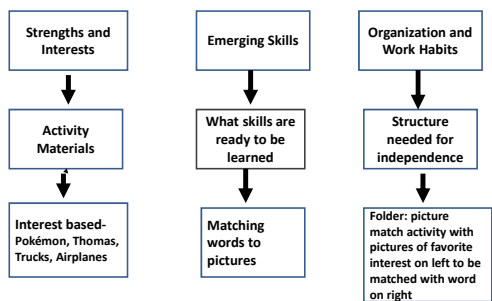 Strengths and
Interests
Emerging Skills
Organization and
Work Habits
Activity
Materials
What skills are
ready to be
learned
Structure
needed for
independence
Interest based-
Pokémon, Thomas,
Trucks, Airplanes
Matching
words to
pictures
Folder: picture
match activity with
pictures of favorite
interest on left to be
matched with word
on right